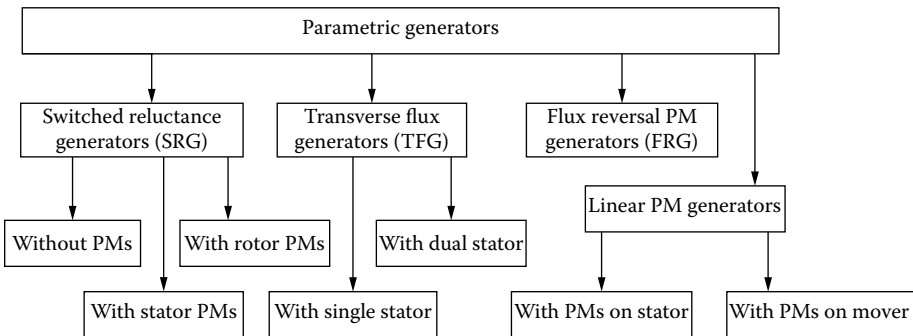 Parametric generators
Switched reluctance
generators (SRG)
Transverse flux
generators (TFG)
Flux reversal PM
generators (FRG)
Linear PM generators
Without PMs
With rotor PMs
With dual stator
With stator PMs
With single stator
With PMs on stator
With PMs on mover